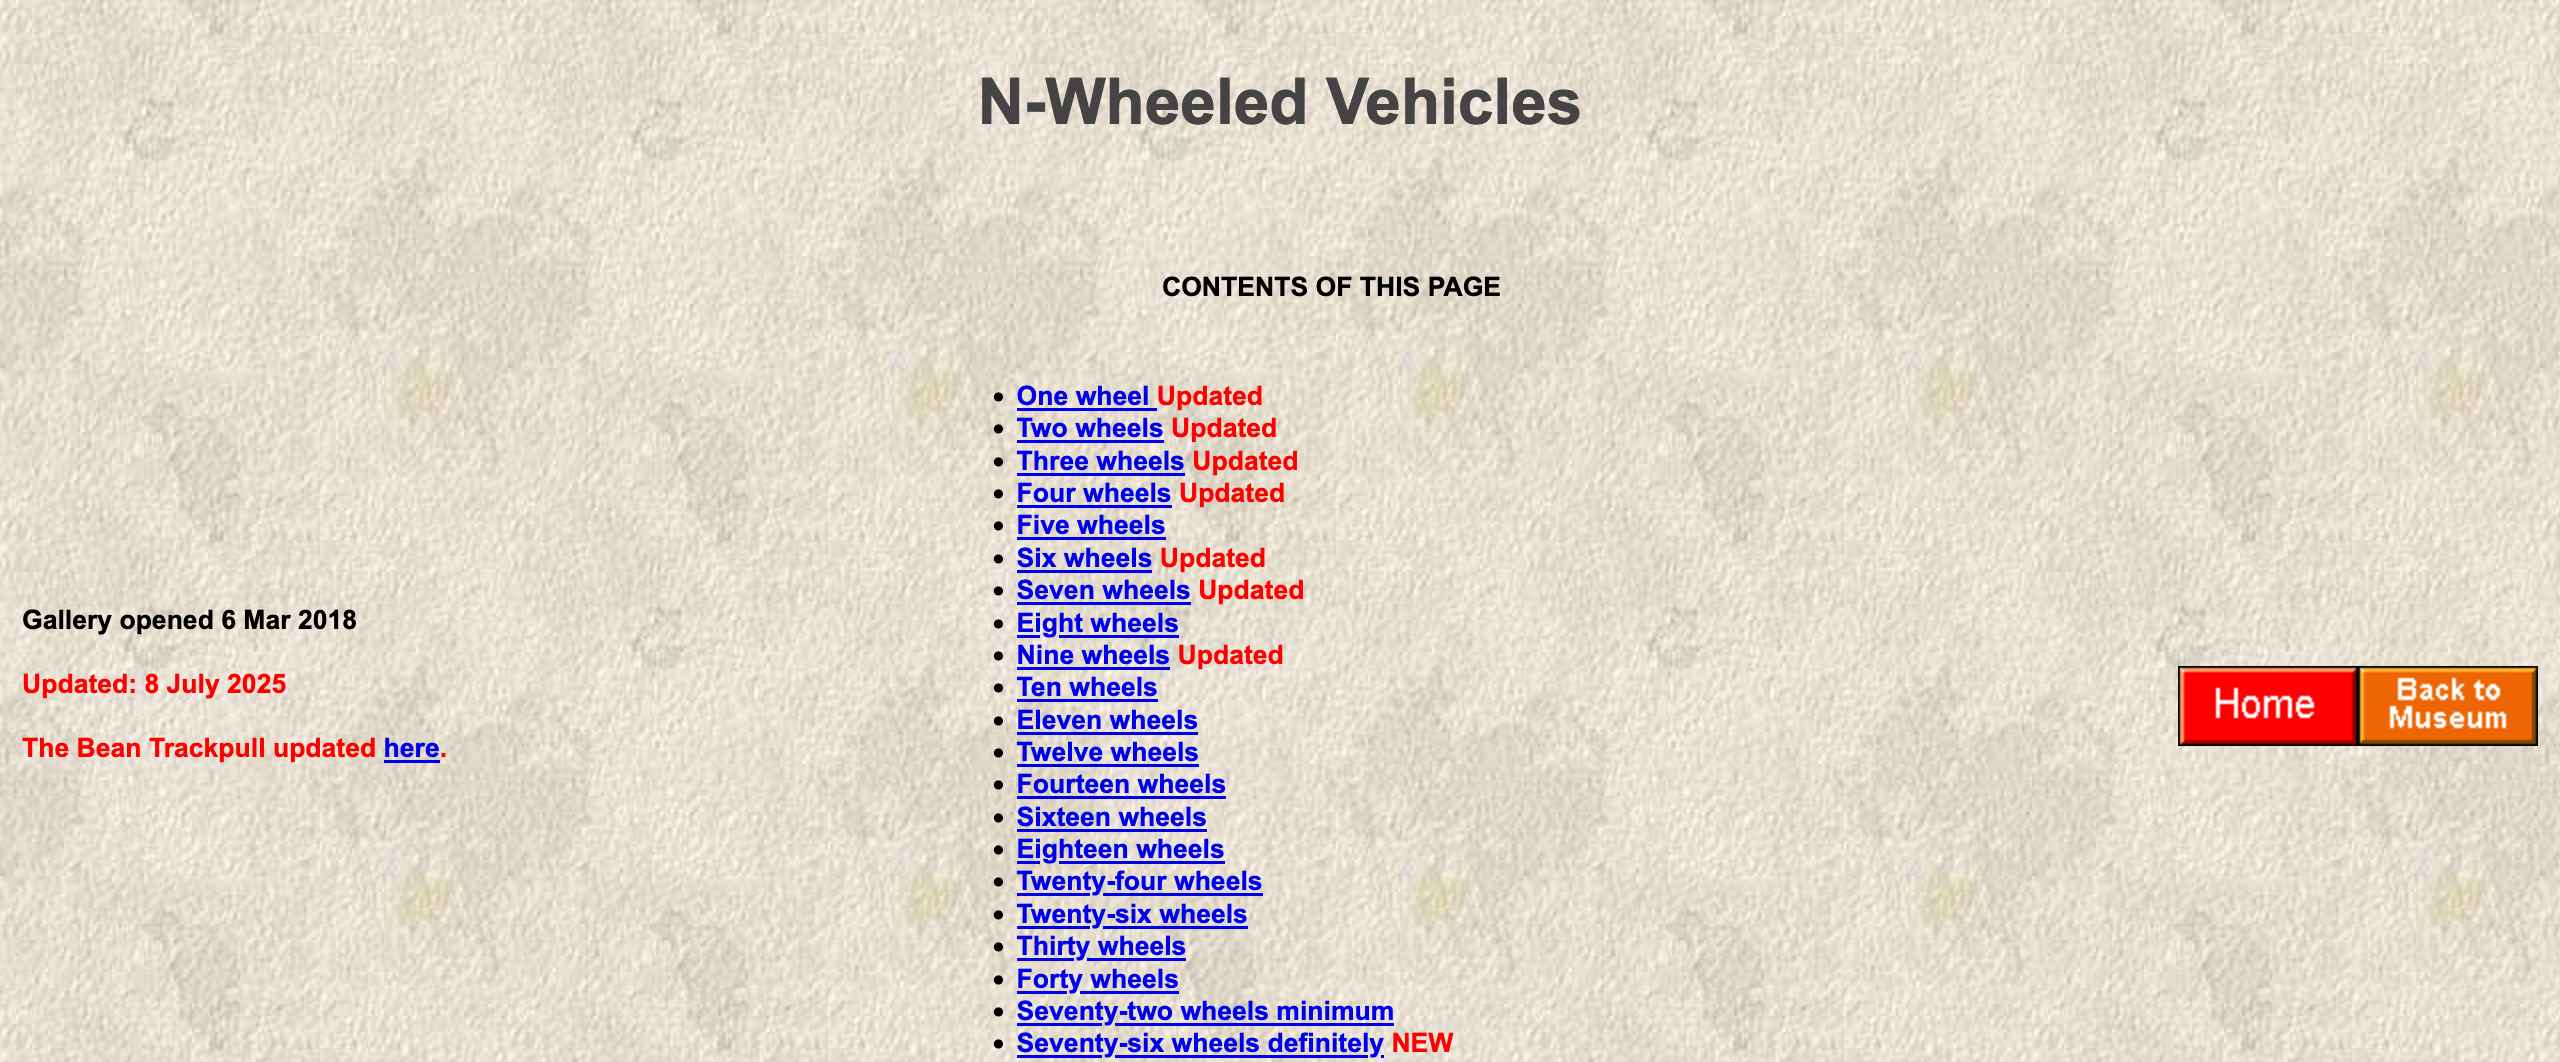 N-Wheeled Vehicles
CONTENTS OF THIS PAGE
One wheel Updated
Two wheels Updated
Three wheels Updated
Four wheels Updated
Five wheels
Six wheels Updated
Seven wheels Updated
Eight wheels
Nine wheels Updated
Ten wheels
Eleven wheels
Twelve wheels
Fourteen wheels
Sixteen wheels
Eighteen wheels
Twenty-four wheels
Twenty-six wheels
Thirty wheels
Forty wheels
Seventy-two wheels minimum
Seventy-six wheels definitely NEW
Gallery opened 6 Mar 2018
Updated: 8 July 2025
The Bean Trackpull updated here.
Home
Back to
Museum